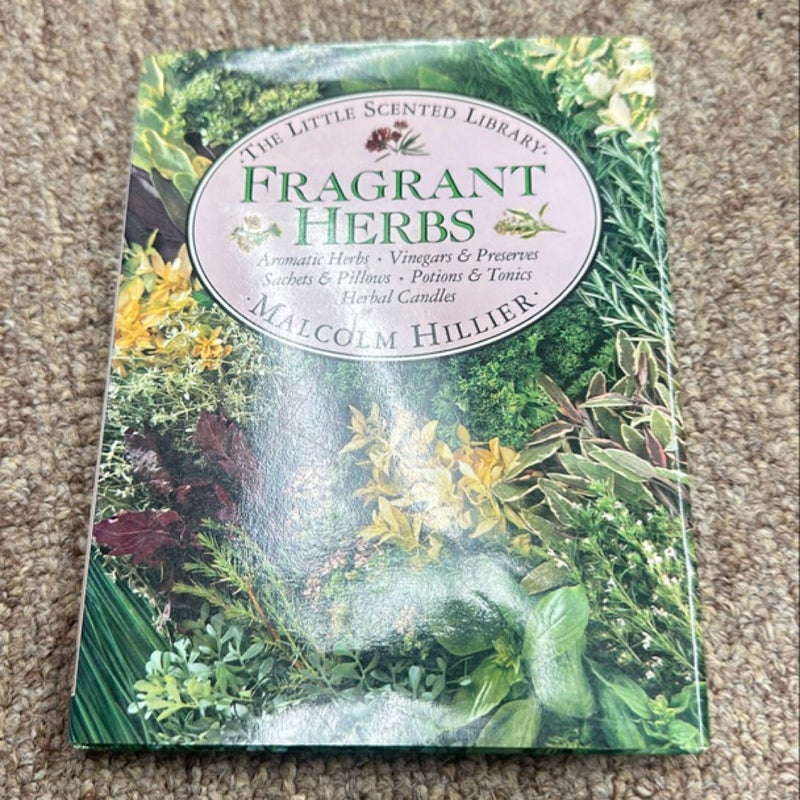 ·The Little Scented Library·
Fragrant
Herbs
Aromatic Herbs • Vinegars & Preserves
Sachets & Pillows • Potions & Tonics
Herbal Candles
·Malcolm Hillier·